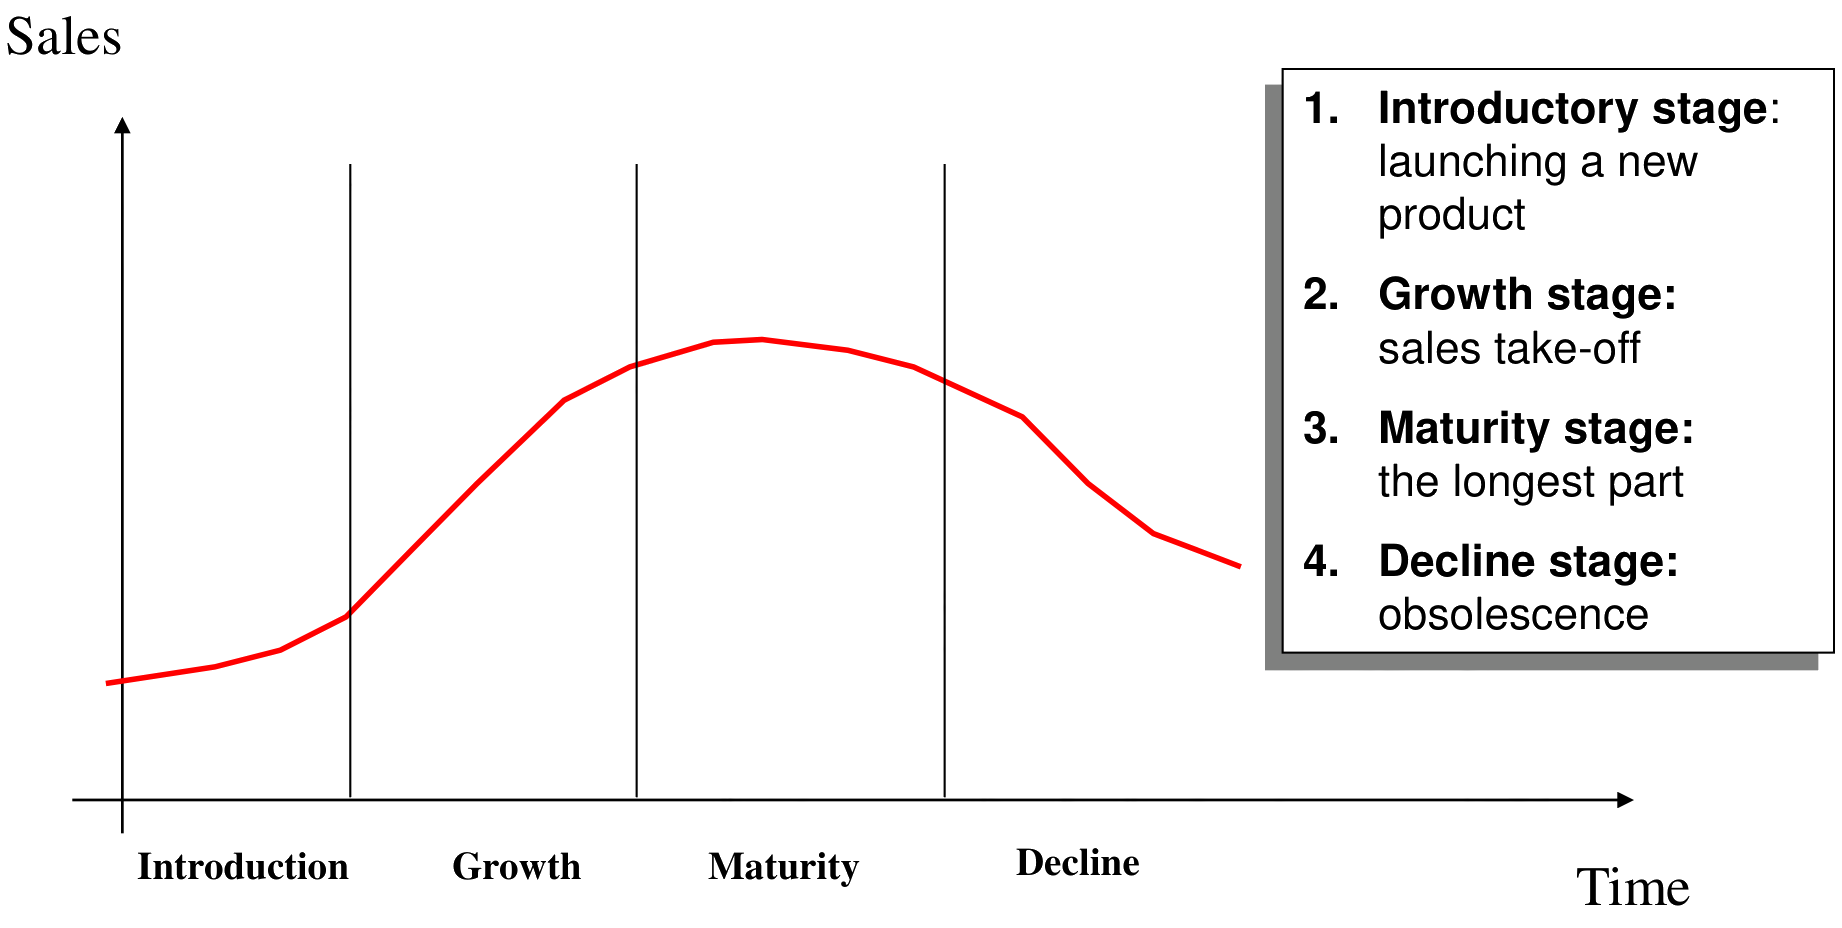 Sales
1. Introductory stage:
launching a new
product
2. Growth stage:
sales take-off
3. Maturity stage:
the longest part
4. Decline stage:
obsolescence
Introduction Growth Maturity Decline
Time